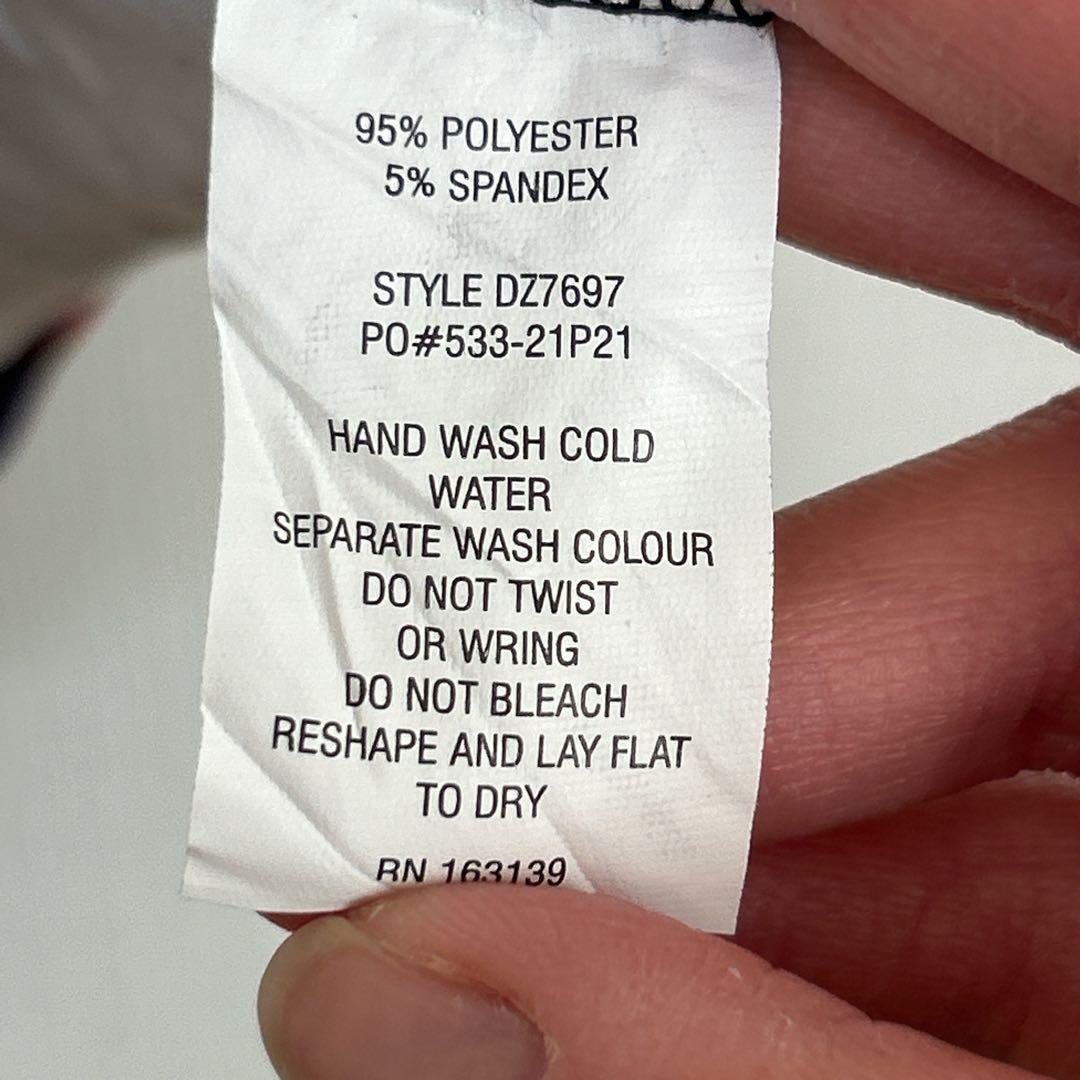 95% POLYESTER
5% SPANDEX
STYLE DZ7697
PO#533-21P21
HAND WASH COLD
WATER
SEPARATE WASH COLOUR
DO NOT TWIST
OR WRING
DO NOT BLEACH
RESHAPE AND LAY FLAT
TO DRY
RN 163139